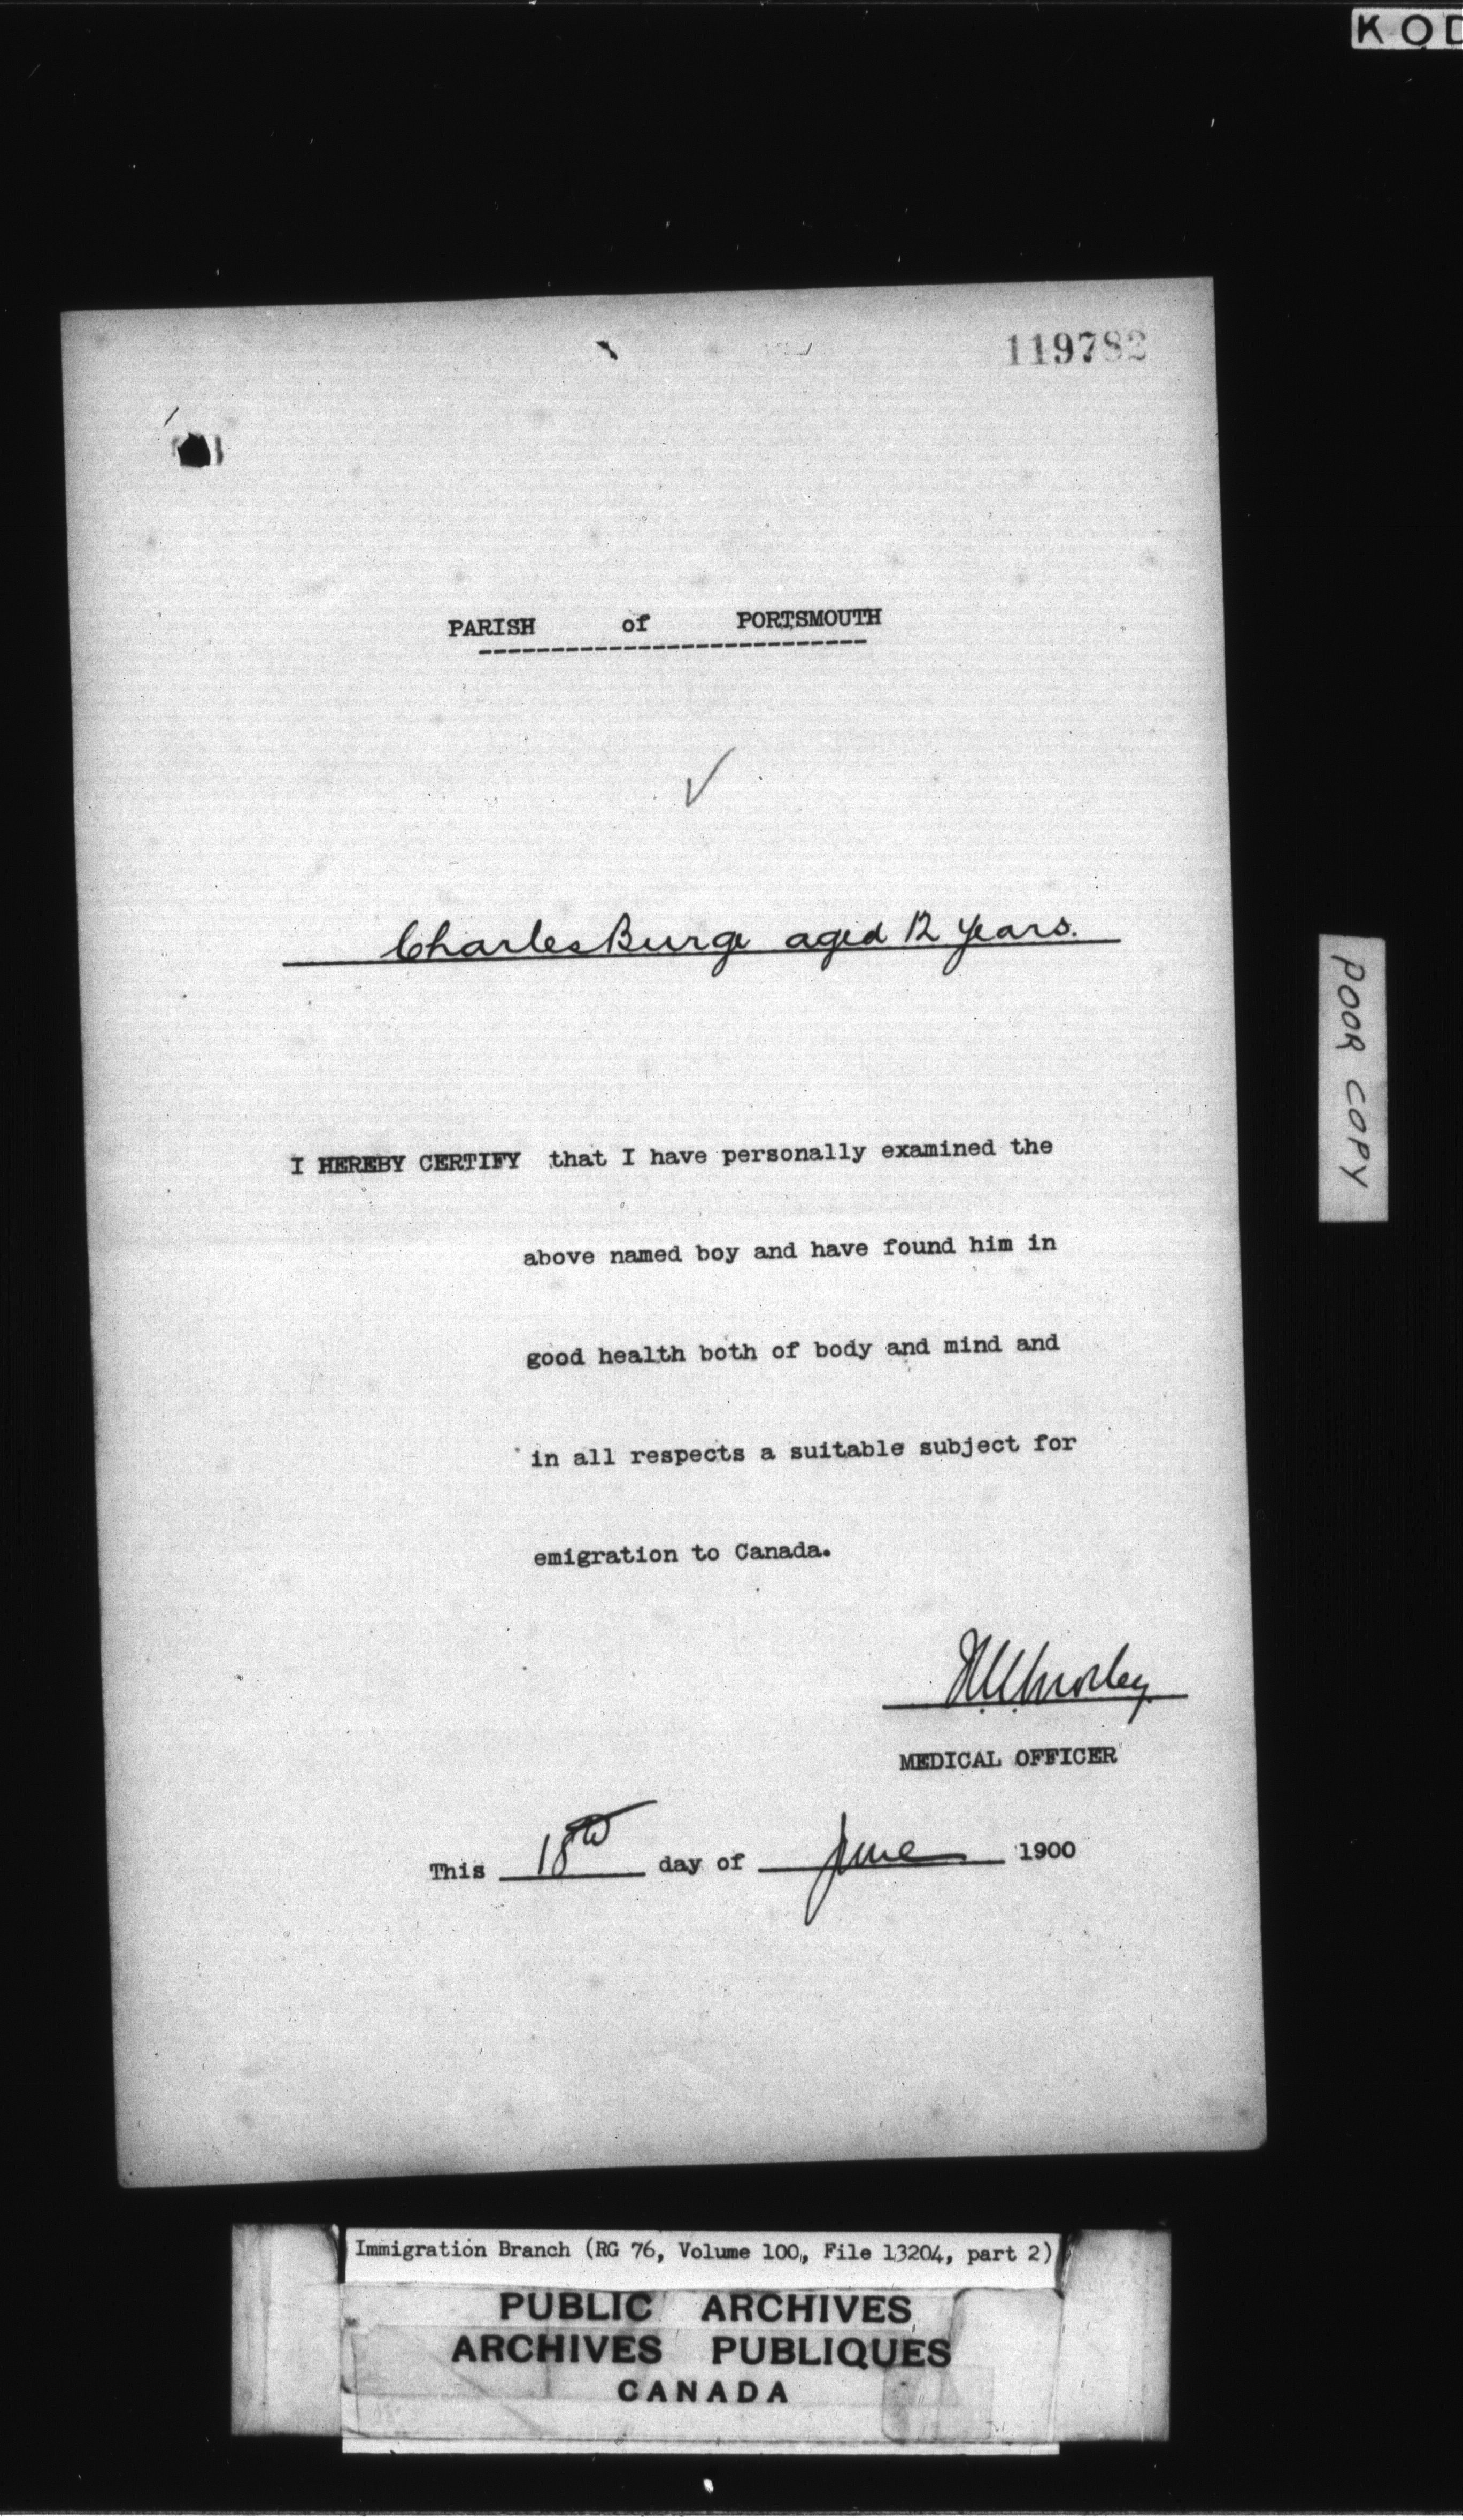 KOD
119782
PARISH of PORTSMOUTH
Charles Burge aged 12 years.
I HEREBY CERTIFY that I have personally examined the
above named boy and have found him in
good health both of body and mind and
in all respects a suitable subject for
emigration to Canada.
MEDICAL OFFICER
This 18th day of June 1900
POOR COPY
Immigration Branch (RG 76, Volume 100, File 13204, part 2)
PUBLIC ARCHIVES
ARCHIVES PUBLIQUES
CANADA